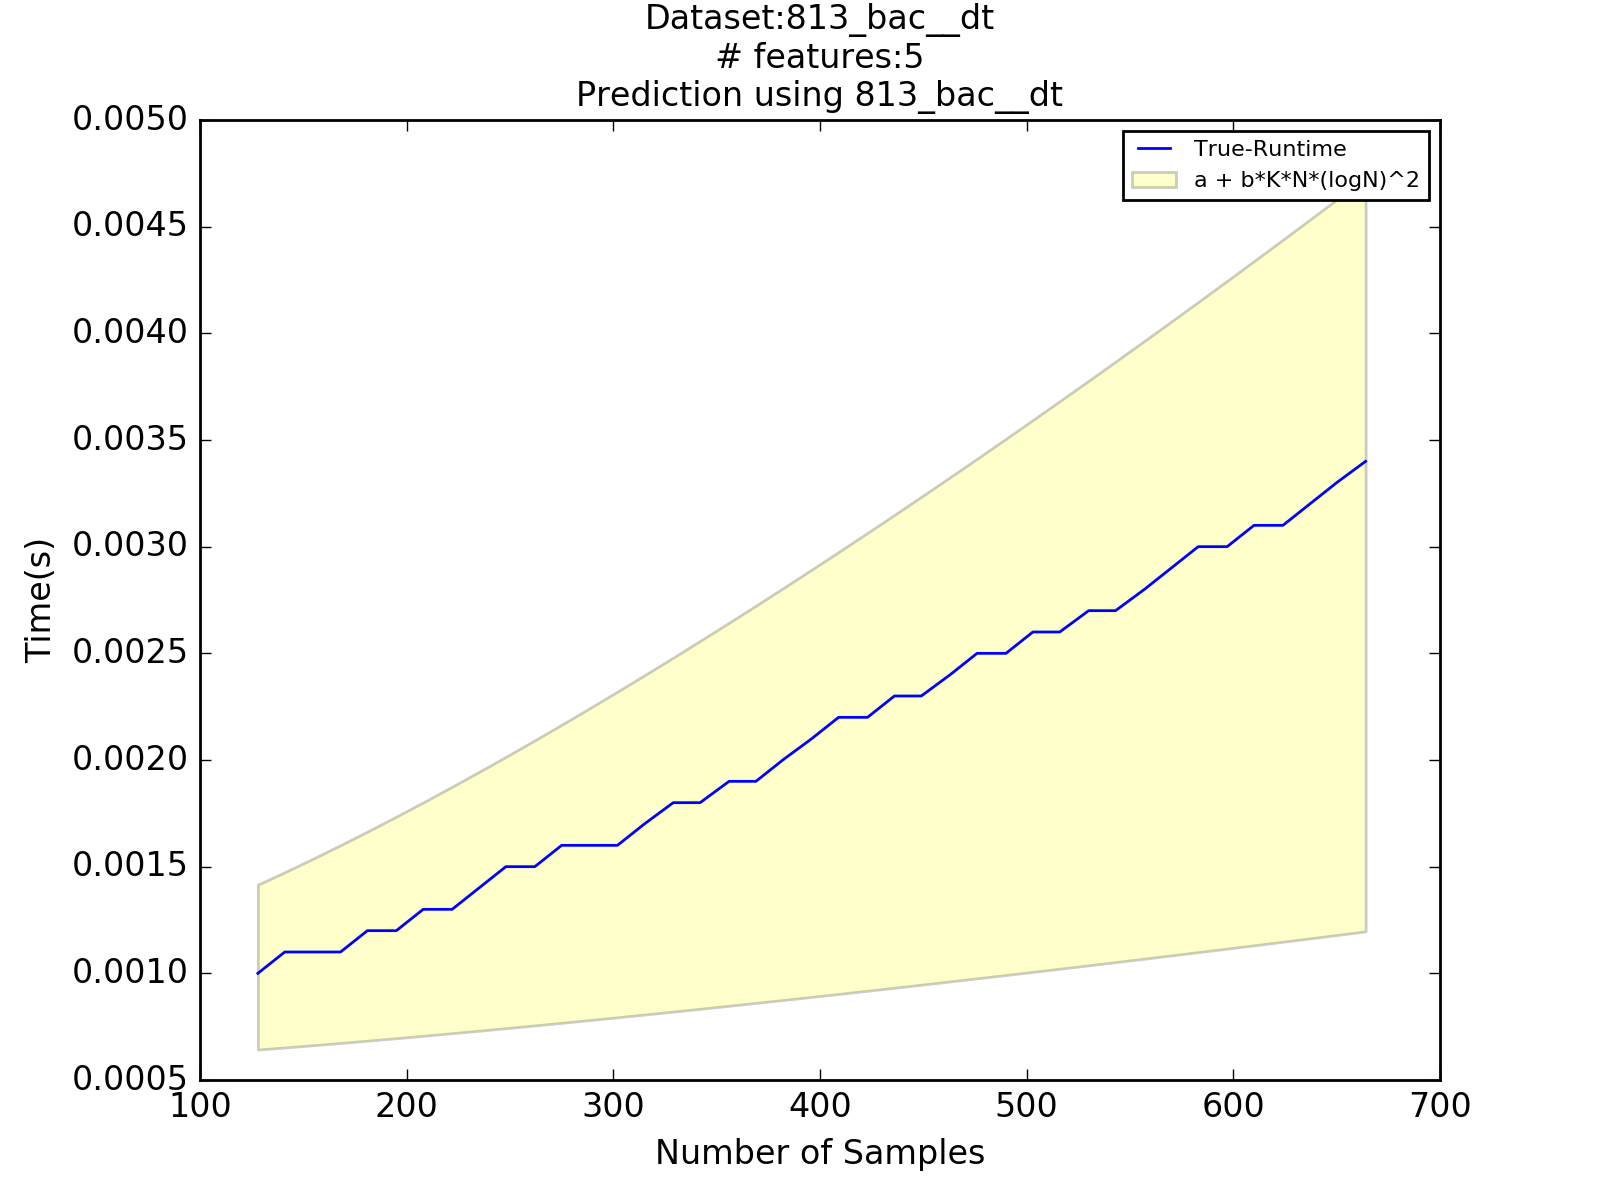 Dataset:813_bac__dt
# features:5
Prediction using 813_bac__dt
True-Runtime
a + b*K*N*(logN)^2
0.0050
0.0045
0.0040
0.0035
0.0030
0.0025
0.0020
0.0015
0.0010
0.0005
Time(s)
100 200 300 400 500 600 700
Number of Samples